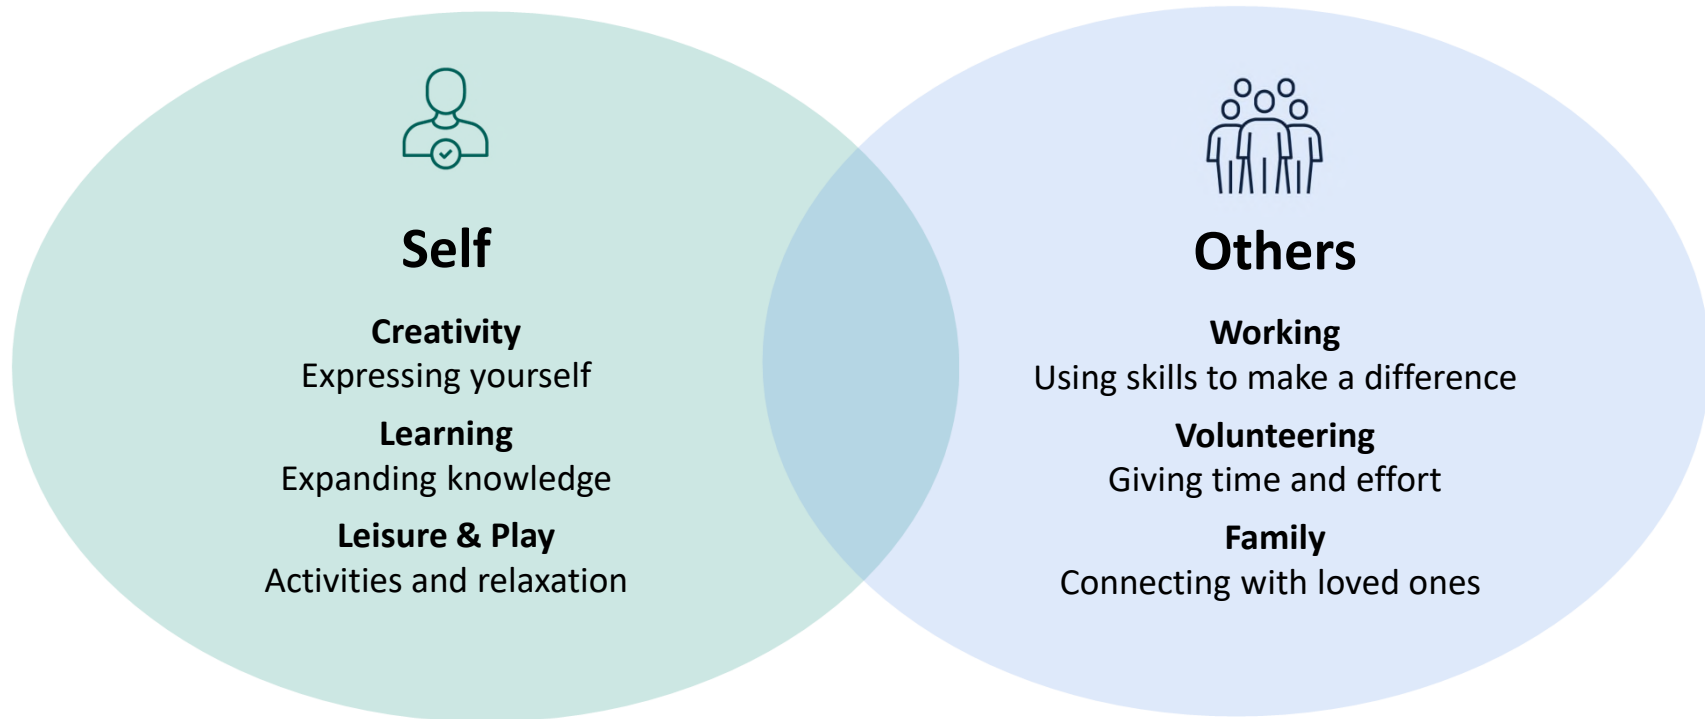 Self
Creativity
Expressing yourself
Learning
Expanding knowledge
Leisure & Play
Activities and relaxation
Others
Working
Using skills to make a difference
Volunteering
Giving time and effort
Family
Connecting with loved ones